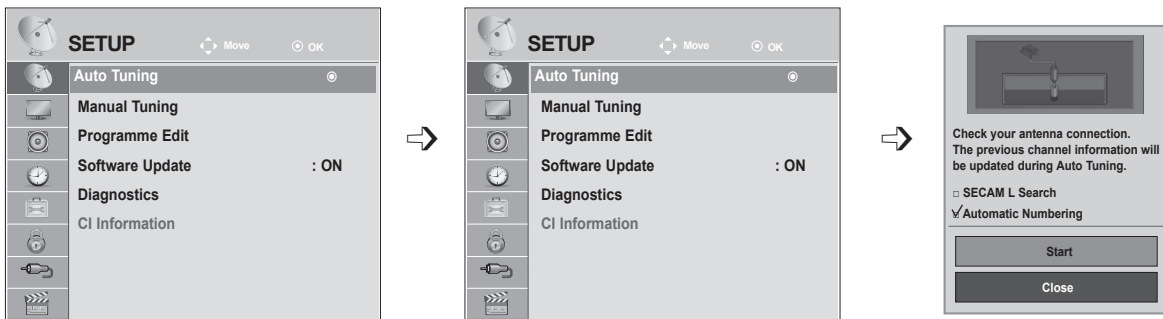 SETUP Move OK
Auto Tuning
Manual Tuning
Programme Edit
Software Update : ON
Diagnostics
CI Information
SETUP Move OK
Auto Tuning
Manual Tuning
Programme Edit
Software Update : ON
Diagnostics
CI Information
Check your antenna connection.
The previous channel information will
be updated during Auto Tuning.
SECAM L Search
Automatic Numbering
Start
Close